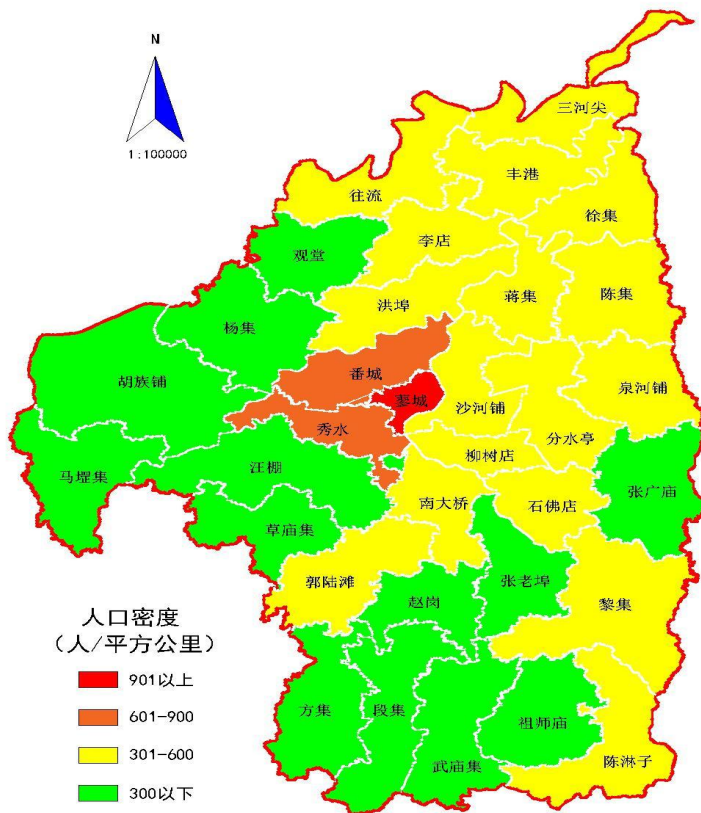 N
1:100000
三河尖
丰港
往流
徐集
李店
观堂
陈集
蒋集
洪埠
杨集
番城
胡族铺
泉河铺
蓼城
沙河铺
秀水
分水亭
柳树店
汪棚
马堽集
张广庙
南大桥
石佛店
草庙集
张老埠
郭陆滩
赵岗
黎集
人口密度
(人/平方公里)
901以上
601-900
301-600
300以下
方集
段集
祖师庙
武庙集
陈淋子